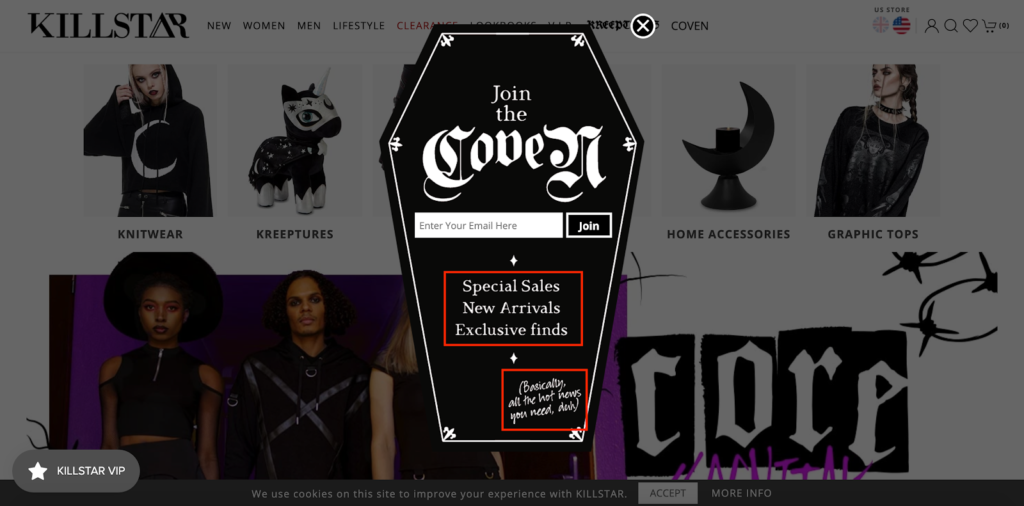 KILLSTAR
NEW WOMEN MEN LIFESTYLE CLEARANCE LOOKBOOKS V.I.P. COVEN
US STORE
(0)
Join
the
CoveN
Enter Your Email Here
Join
Special Sales
New Arrivals
Exclusive finds
(Basically,
all the hot news
you need, duh)
KNITWEAR
KREEPTURES
HOME ACCESSORIES
GRAPHIC TOPS
core
KILLSTAR VIP
We use cookies on this site to improve your experience with KILLSTAR.
ACCEPT
MORE INFO